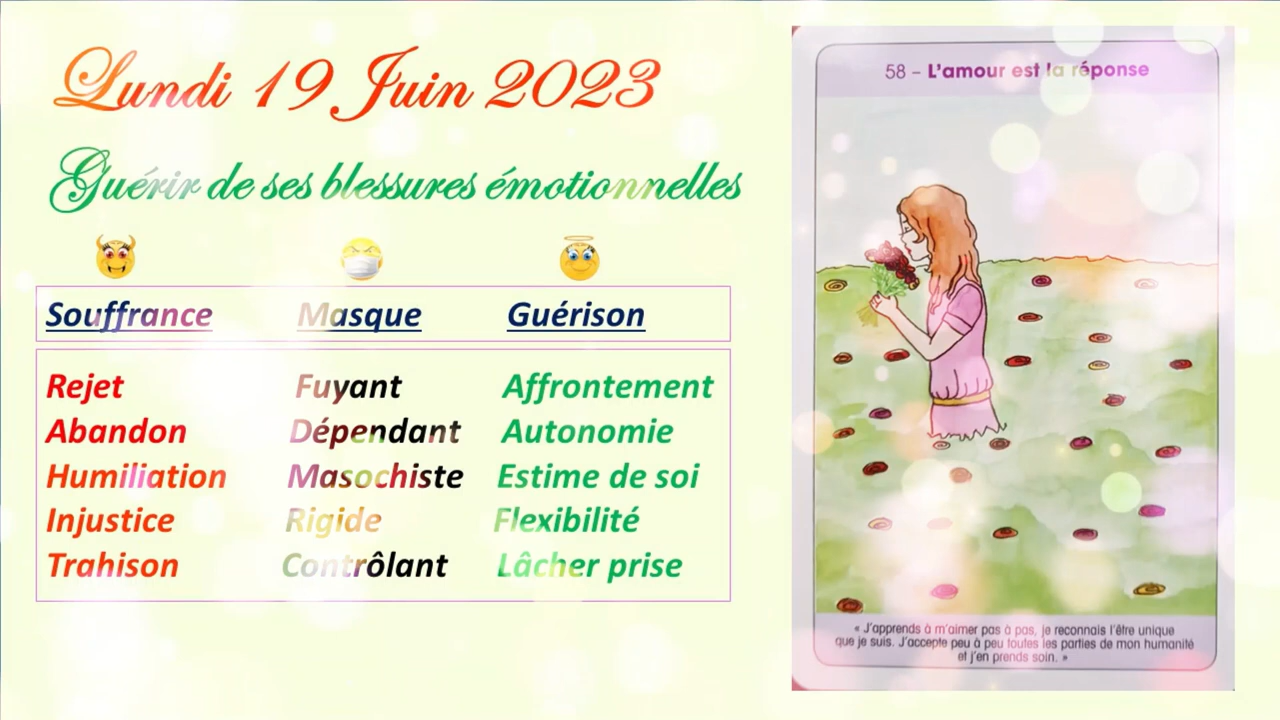 Lundi 19 Juin 2023
Guérir de ses blessures émotionnelles
Souffrance Masque Guérison
Rejet Fuyant Affrontement
Abandon Dépendant Autonomie
Humiliation Masochiste Estime de soi
Injustice Rigide Flexibilité
Trahison Contrôlant Lâcher prise
58 – L'amour est la réponse
« J'apprends à m'aimer pas à pas, je reconnais l'être unique
que je suis. J'accepte peu à peu toutes les parties de mon humanité
et j'en prends soin. »